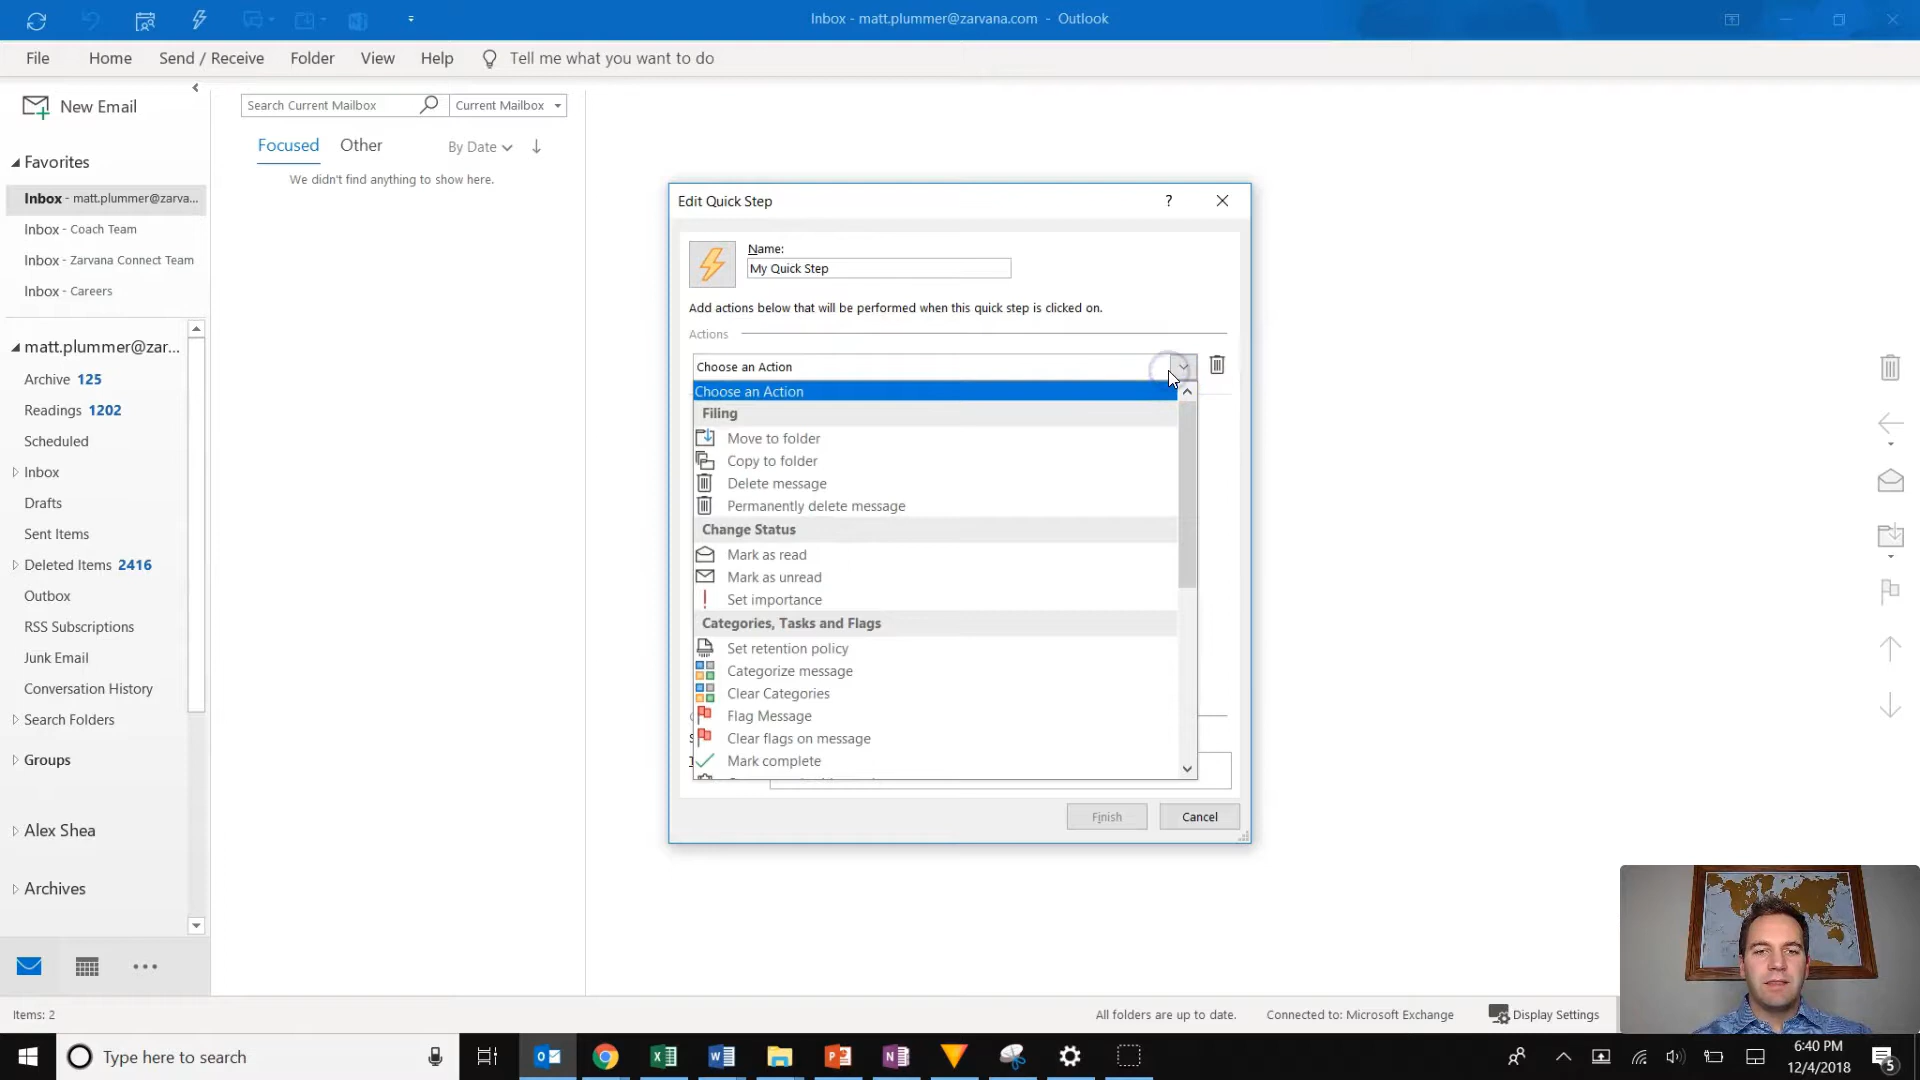 Inbox - matt.plummer@zarvana.com - Outlook
File Home Send / Receive Folder View Help Tell me what you want to do
New Email
Search Current Mailbox Current Mailbox
Focused Other By Date
We didn't find anything to show here.
Favorites
Inbox - matt.plummer@zarva...
Inbox - Coach Team
Inbox - Zarvana Connect Team
Inbox - Careers
matt.plummer@zar...
Archive 125
Readings 1202
Scheduled
Inbox
Drafts
Sent Items
Deleted Items 2416
Outbox
RSS Subscriptions
Junk Email
Conversation History
Search Folders
Groups
Alex Shea
Archives
Edit Quick Step ?
Name:
My Quick Step
Add actions below that will be performed when this quick step is clicked on.
Actions
Choose an Action
Choose an Action
Filing
Move to folder
Copy to folder
Delete message
Permanently delete message
Change Status
Mark as read
Mark as unread
Set importance
Categories, Tasks and Flags
Set retention policy
Categorize message
Clear Categories
Flag Message
Clear flags on message
Mark complete
Finish Cancel
Items: 2 All folders are up to date. Connected to: Microsoft Exchange Display Settings
Type here to search
6:40 PM
12/4/2018
5